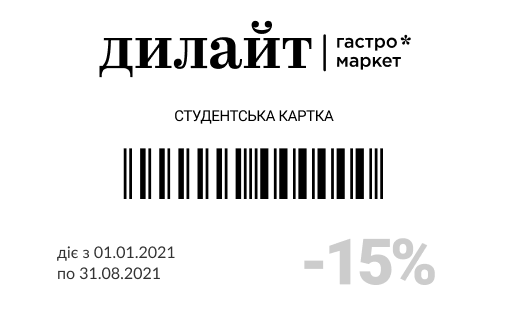 дилайт
гастро*
маркет
СТУДЕНТСЬКА КАРТКА
діє з 01.01.2021
по 31.08.2021
-15%